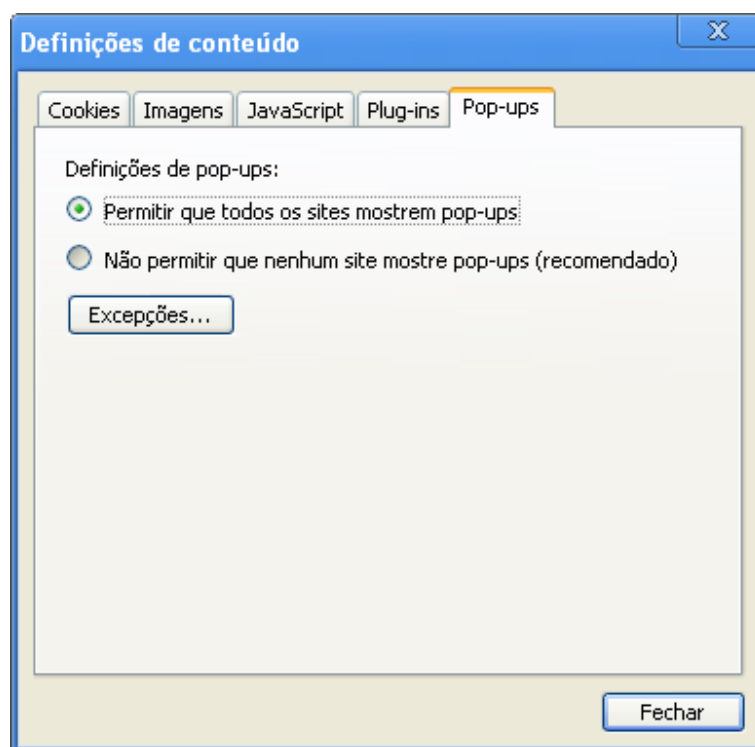 Definições de conteúdo
Cookies Imagens JavaScript Plug-ins Pop-ups
Definições de pop-ups:
Permitir que todos os sites mostrem pop-ups
Não permitir que nenhum site mostre pop-ups (recomendado)
Excepções...
Fechar